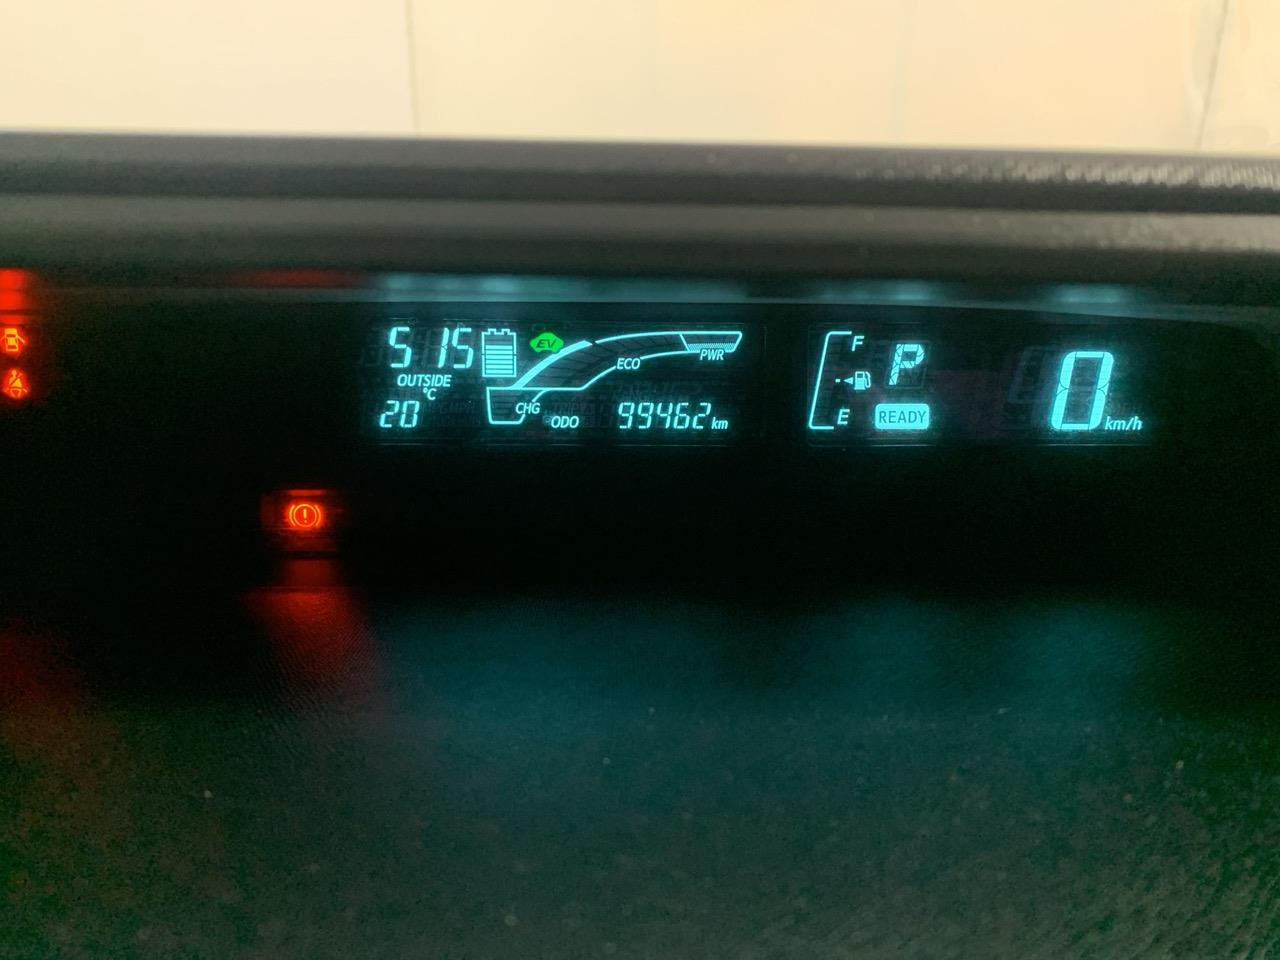 5 15
EV
ECO
PWR
OUTSIDE
°C
20
CHG
ODO
99462 km
F
P
E
READY
0 km/h